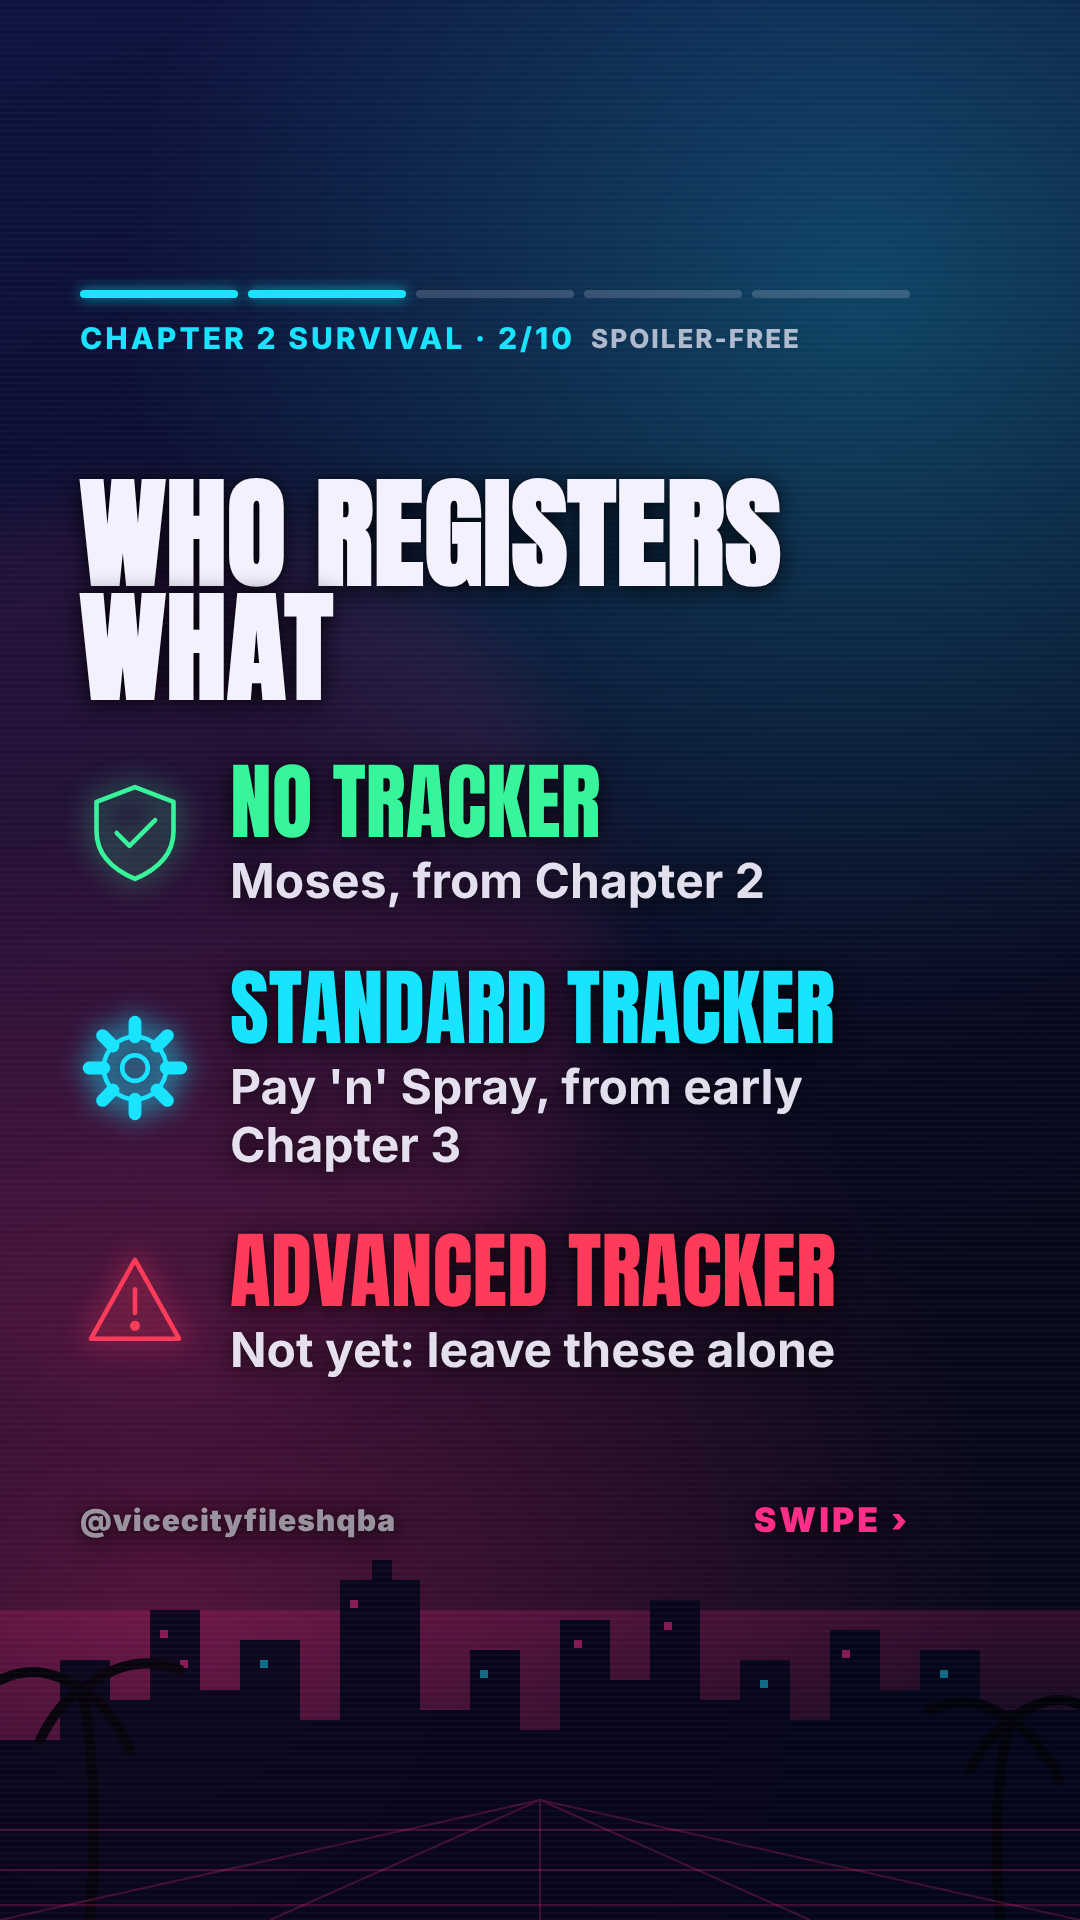 CHAPTER 2 SURVIVAL · 2/10 SPOILER-FREE
WHO REGISTERS
WHAT
NO TRACKER
Moses, from Chapter 2
STANDARD TRACKER
Pay 'n' Spray, from early
Chapter 3
ADVANCED TRACKER
Not yet: leave these alone
@vicecityfileshqba
SWIPE ›